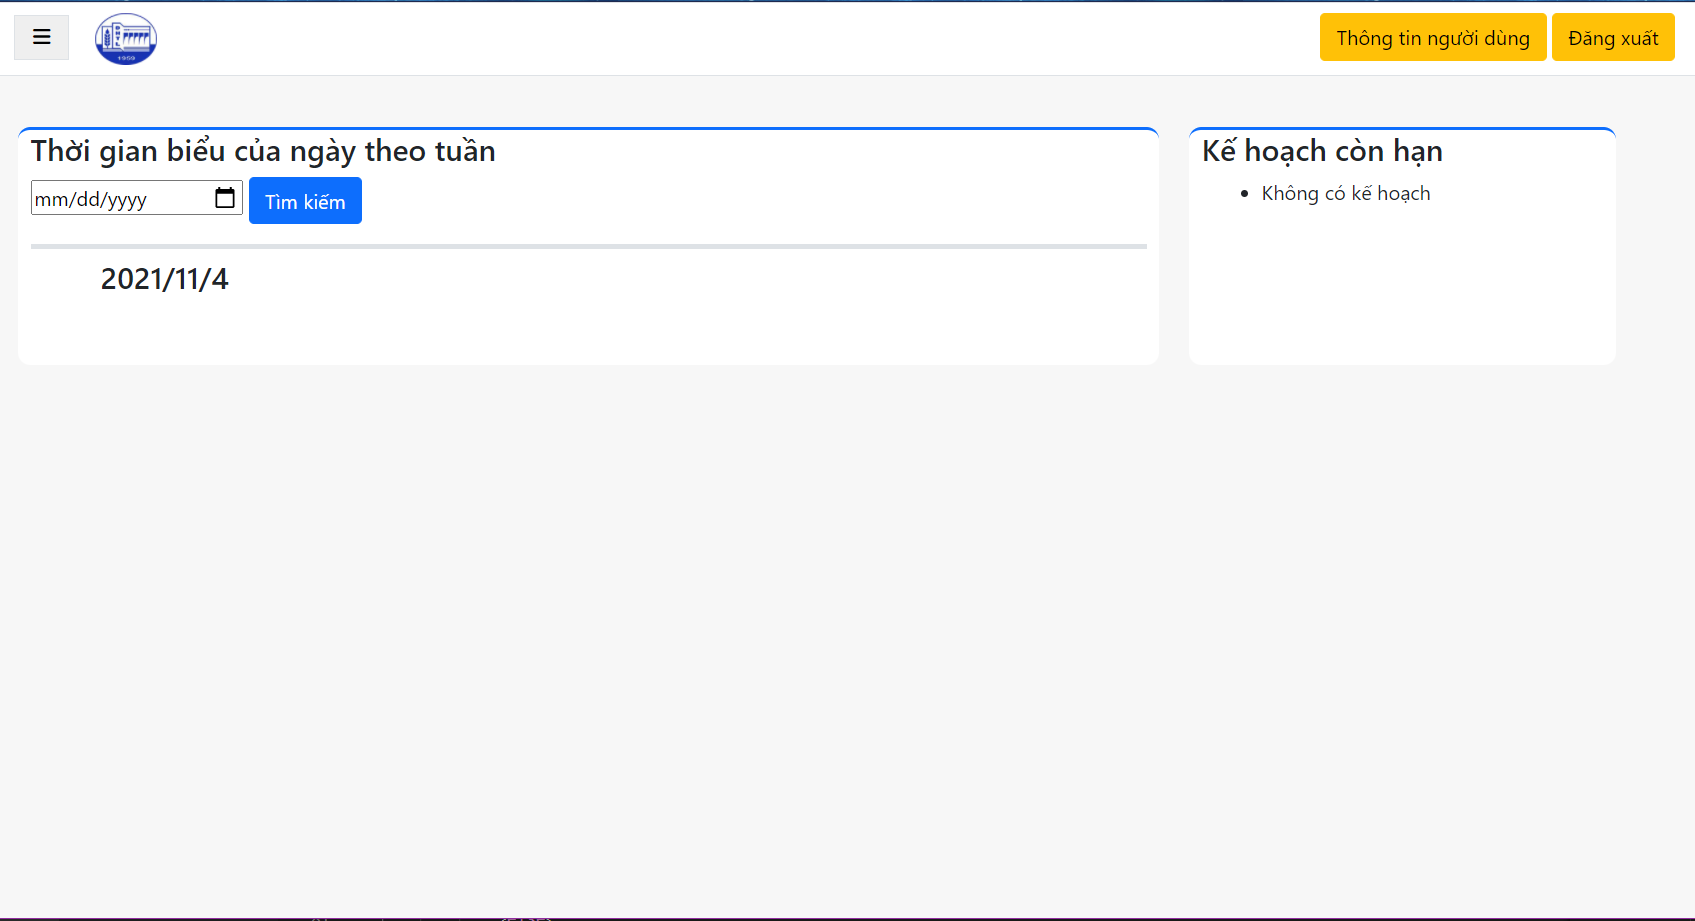 1959
Thông tin người dùng
Đăng xuất
Thời gian biểu của ngày theo tuần
mm/dd/yyyy
Tìm kiếm
2021/11/4
Kế hoạch còn hạn
Không có kế hoạch